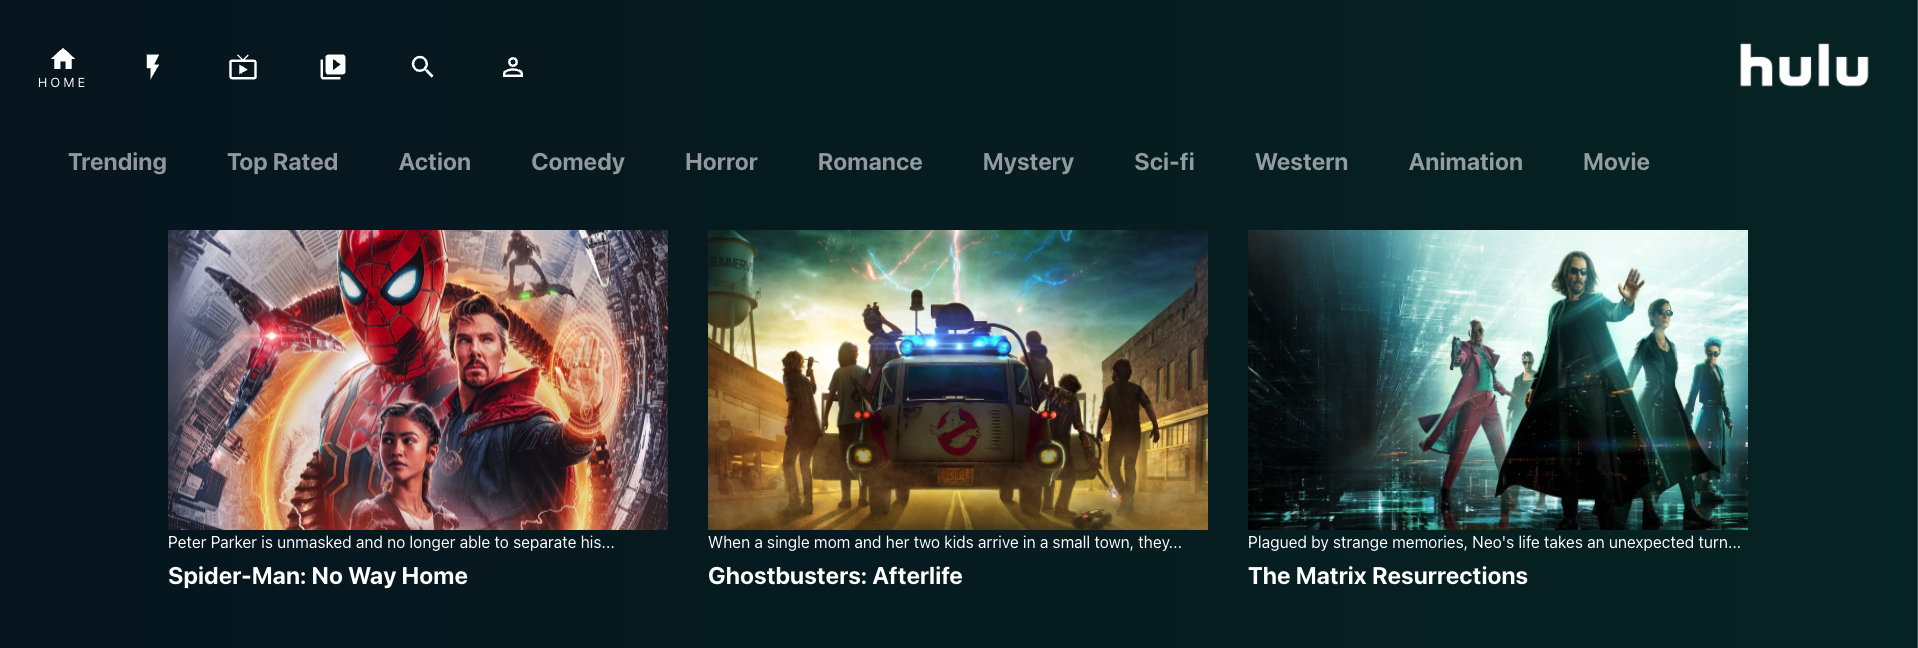 HOME
hulu
Trending Top Rated Action Comedy Horror Romance Mystery Sci-fi Western Animation Movie
SUMMERV
Peter Parker is unmasked and no longer able to separate his...
When a single mom and her two kids arrive in a small town, they...
Plagued by strange memories, Neo's life takes an unexpected turn...
Spider-Man: No Way Home
Ghostbusters: Afterlife
The Matrix Resurrections